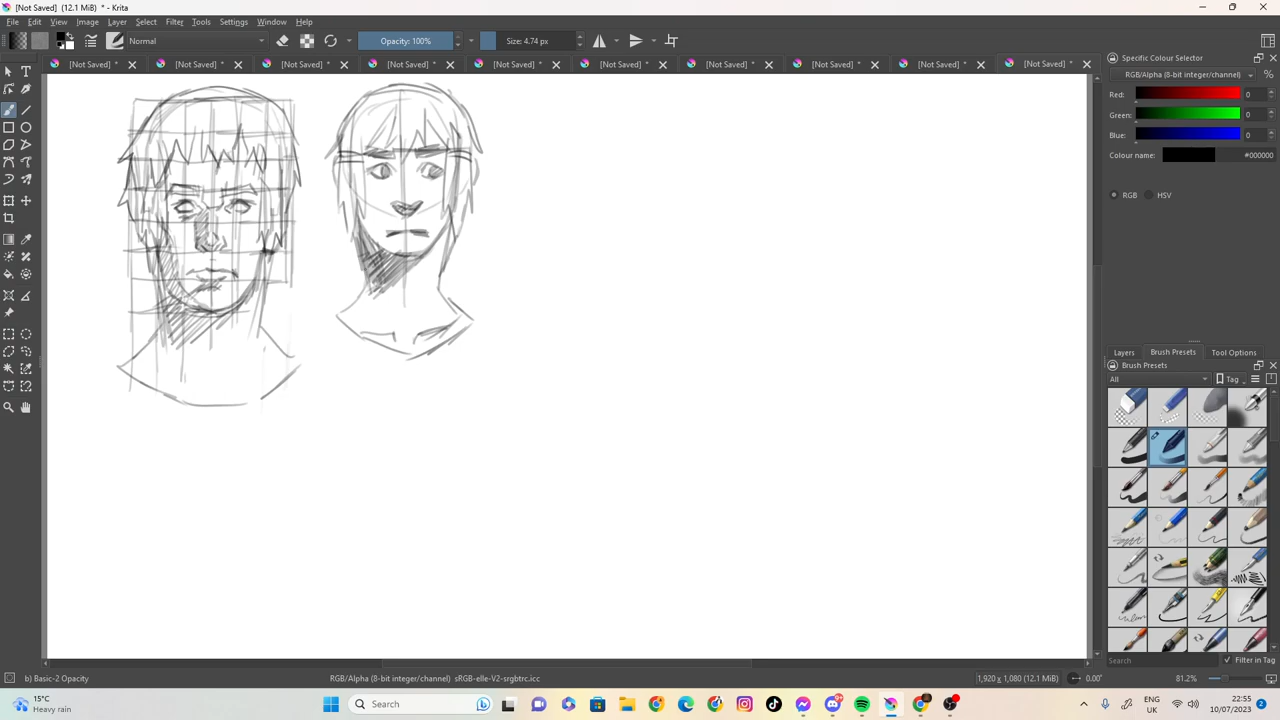 [Not Saved] (12.1 MiB) * - Krita
File Edit View Image Layer Select Filter Tools Settings Window Help
Normal Opacity: 100% Size: 4.74 px
[Not Saved] * [Not Saved] * [Not Saved] * [Not Saved] * [Not Saved] * [Not Saved] * [Not Saved] * [Not Saved] * [Not Saved] * [Not Saved] *
Specific Colour Selector
RGB/Alpha (8-bit integer/channel) %
Red: 0
Green: 0
Blue: 0
Colour name: #000000
RGB HSV
Layers Brush Presets Tool Options
Brush Presets
All Tag
Search Filter in Tag
b) Basic-2 Opacity RGB/Alpha (8-bit integer/channel) sRGB-elle-V2-srgbtrc.icc 1,920 x 1,080 (12.1 MiB) 0.00° 81.2%
15°C
Heavy rain
Search
ENG
UK
22:55
10/07/2023